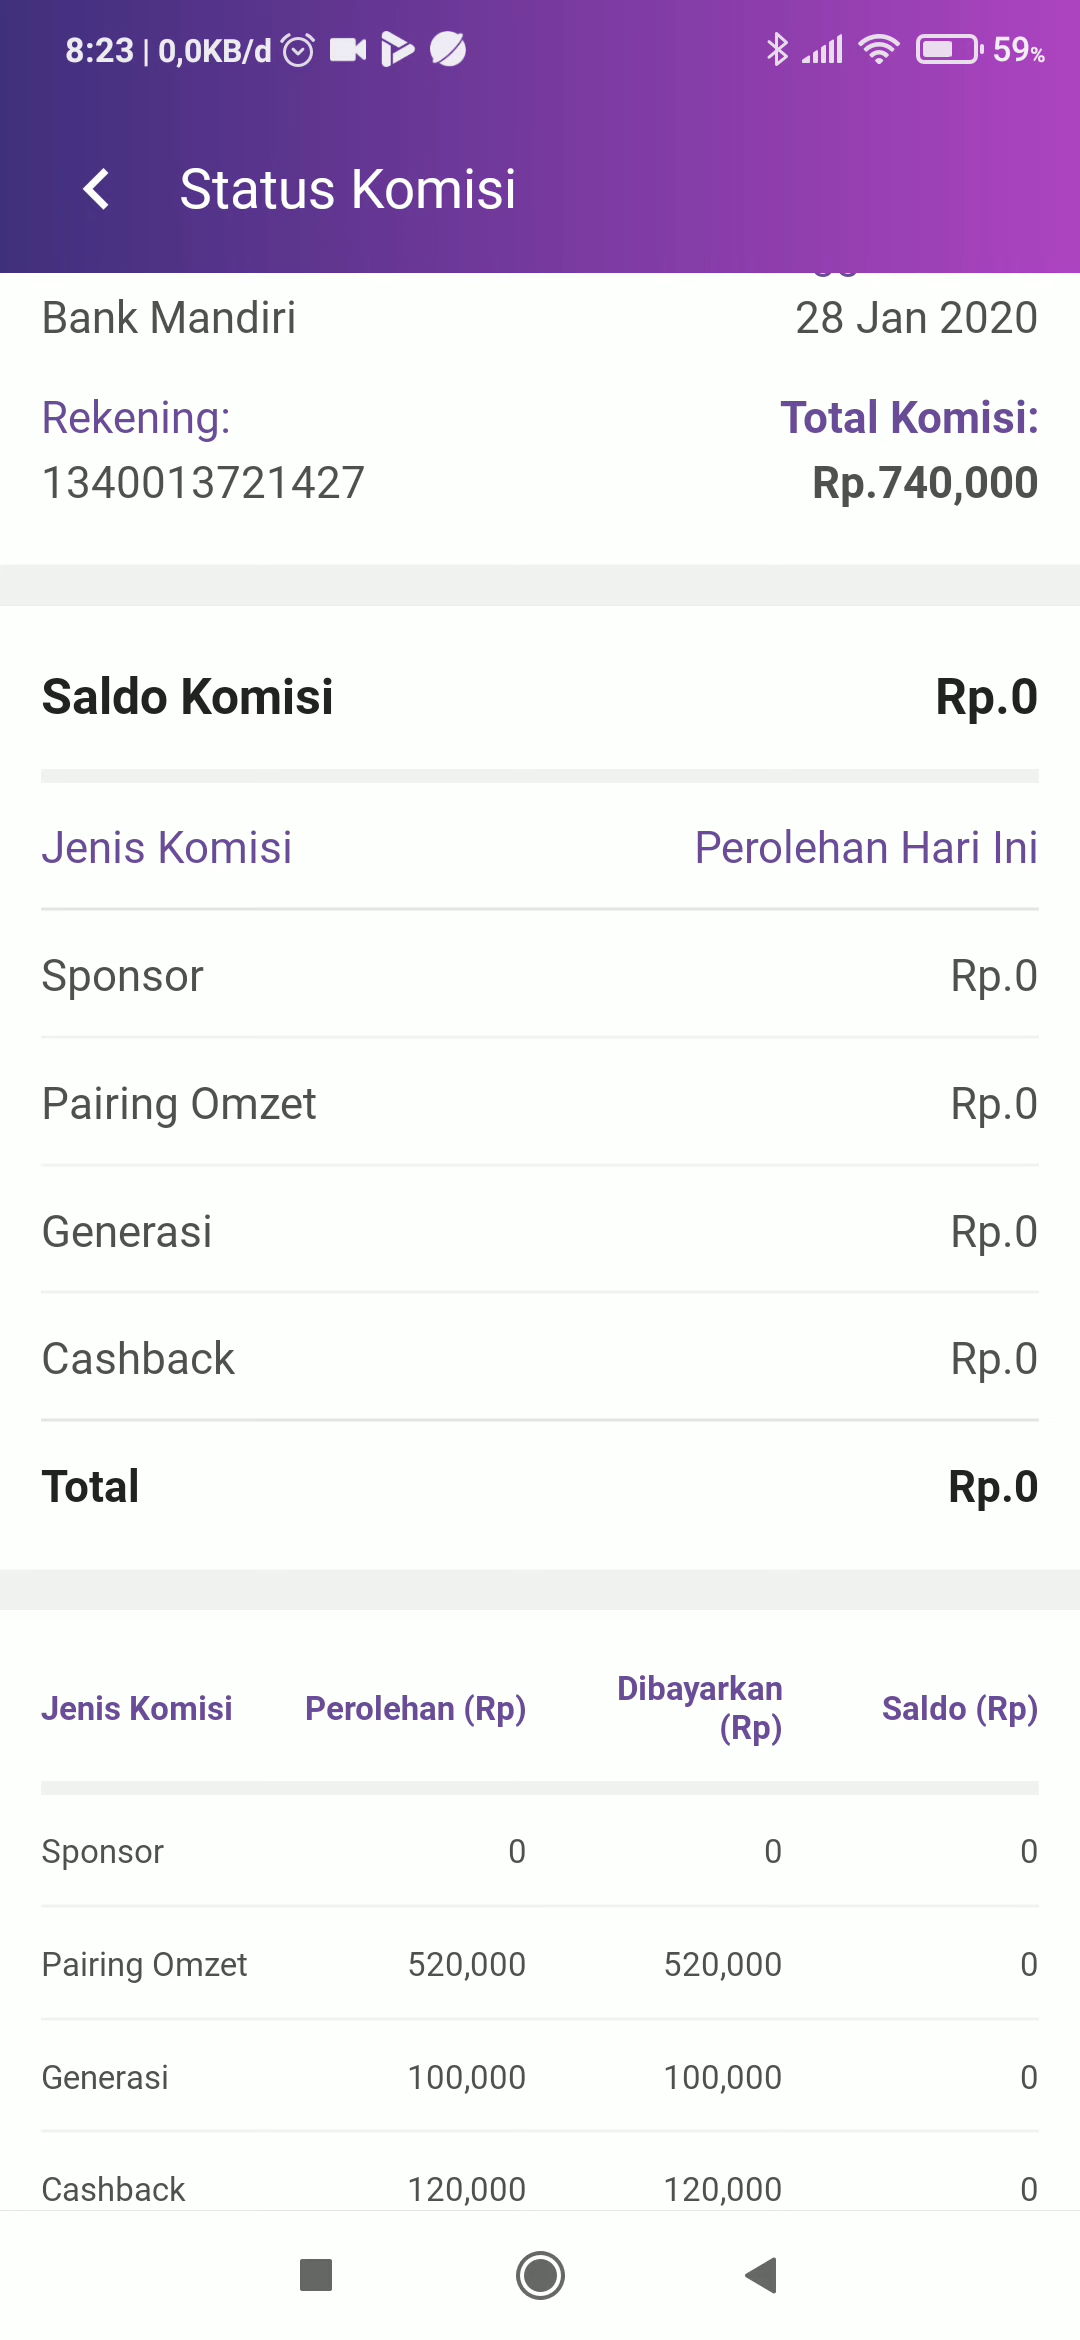 8:23 | 0,0KB/d 59%
Status Komisi
Bank Mandiri 28 Jan 2020
Rekening: Total Komisi:
1340013721427 Rp.740,000
Saldo Komisi Rp.0
Jenis Komisi Perolehan Hari Ini
Sponsor Rp.0
Pairing Omzet Rp.0
Generasi Rp.0
Cashback Rp.0
Total Rp.0
Jenis Komisi Perolehan (Rp) Dibayarkan (Rp) Saldo (Rp)
Sponsor 0 0 0
Pairing Omzet 520,000 520,000 0
Generasi 100,000 100,000 0
Cashback 120,000 120,000 0